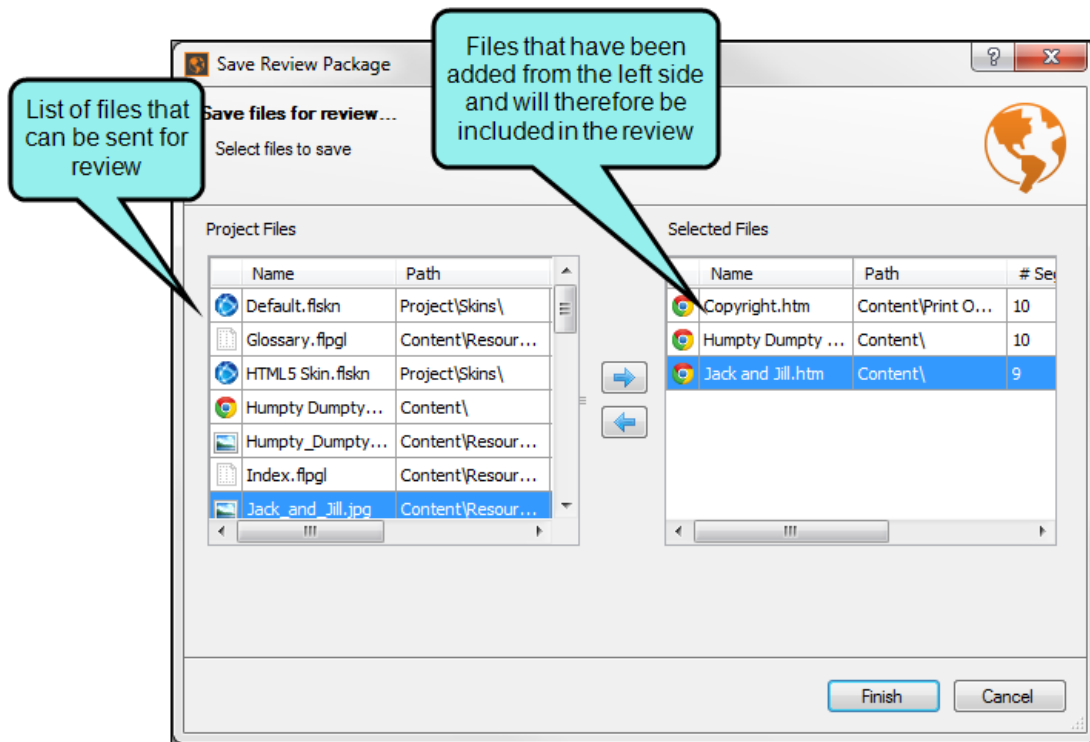 Save Review Package
?
X
List of files that
can be sent for
review
Files that have been
added from the left side
and will therefore be
included in the review
Save files for review...
Select files to save
Project Files
Name Path
Default.flskn Project\Skins\
Glossary.flpgl Content\Resour...
HTML5 Skin.flskn Project\Skins\
Humpty Dumpty... Content\
Humpty_Dumpty... Content\Resour...
Index.flpgl Content\Resour...
Jack_and_Jill.jpg Content\Resour...
Selected Files
Name Path # Se
Copyright.htm Content\Print O... 10
Humpty Dumpty ... Content\ 10
Jack and Jill.htm Content\ 9
Finish Cancel